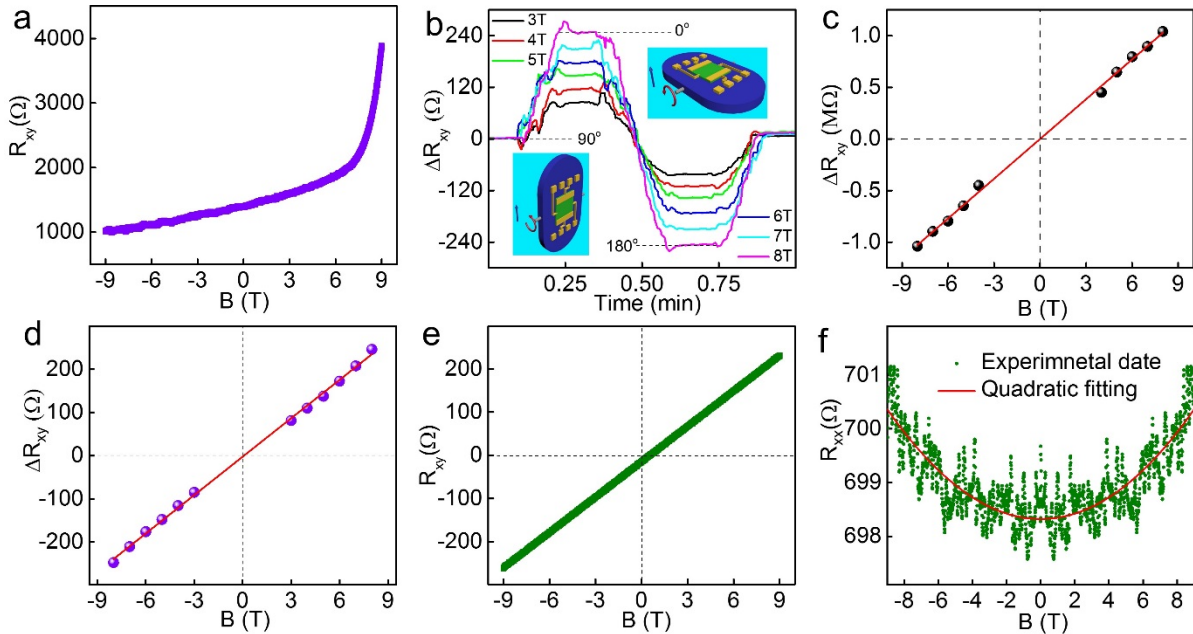 a
4000
3000
2000
1000
R_xy(Ω)
-9 -6 -3 0 3 6 9
B (T)
b
240
120
0
-120
-240
ΔR_xy (Ω)
3T
4T
5T
0°
90°
180°
6T
7T
8T
0.25 0.50 0.75
Time (min)
c
1.0
0.5
0.0
-0.5
-1.0
ΔR_xy (MΩ)
-9 -6 -3 0 3 6 9
B (T)
d
200
100
0
-100
-200
ΔR_xy (Ω)
-9 -6 -3 0 3 6 9
B (T)
e
200
100
0
-100
-200
R_xy(Ω)
-9 -6 -3 0 3 6 9
B (T)
f
Experimnetal date
Quadratic fitting
701
700
699
698
R_xx(Ω)
-8 -6 -4 -2 0 2 4 6 8
B (T)